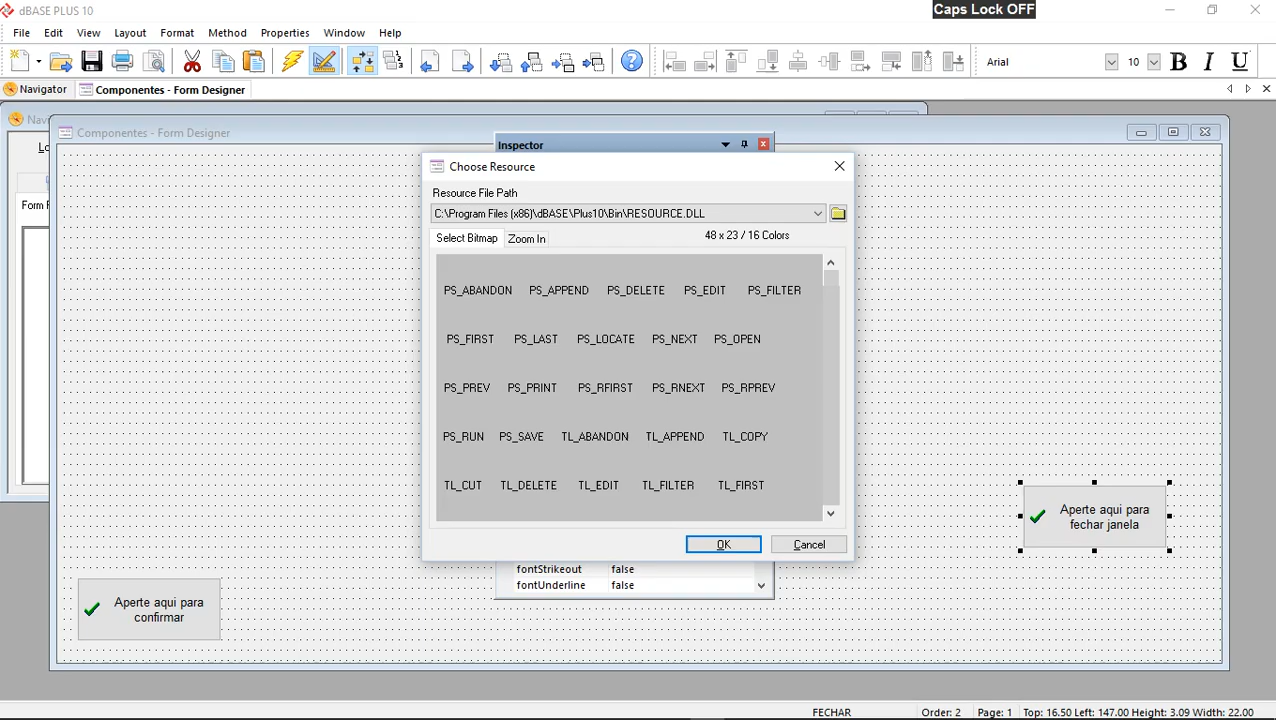 dBASE PLUS 10
Caps Lock OFF
File Edit View Layout Format Method Properties Window Help
Arial 10 B I U
Navigator Componentes - Form Designer
Componentes - Form Designer
Inspector
Choose Resource
Resource File Path
C:\Program Files (x86)\dBASE\Plus10\Bin\RESOURCE.DLL
Select Bitmap Zoom In 48 x 23 / 16 Colors
PS_ABANDON PS_APPEND PS_DELETE PS_EDIT PS_FILTER
PS_FIRST PS_LAST PS_LOCATE PS_NEXT PS_OPEN
PS_PREV PS_PRINT PS_RFIRST PS_RNEXT PS_RPREV
PS_RUN PS_SAVE TL_ABANDON TL_APPEND TL_COPY
TL_CUT TL_DELETE TL_EDIT TL_FILTER TL_FIRST
OK Cancel
fontStrikeout false
fontUnderline false
Aperte aqui para
fechar janela
Aperte aqui para
confirmar
FECHAR Order: 2 Page: 1 Top: 16.50 Left: 147.00 Height: 3.09 Width: 22.00